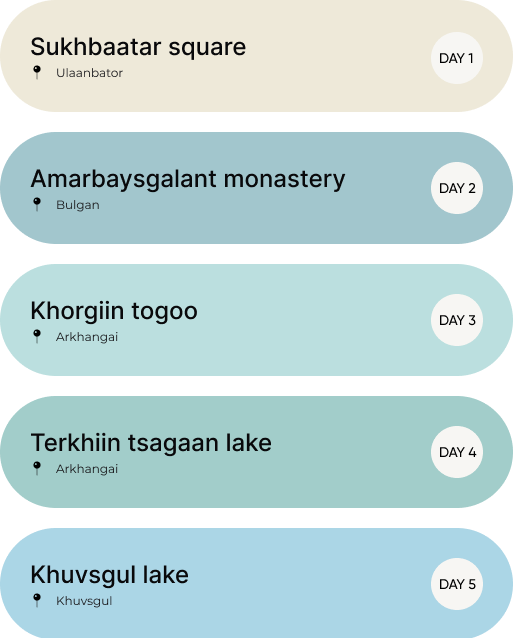 Sukhbaatar square
Ulaanbator
DAY 1
Amarbaysgalant monastery
Bulgan
DAY 2
Khorgiin togoo
Arkhangai
DAY 3
Terkhiin tsagaan lake
Arkhangai
DAY 4
Khuvsgul lake
Khuvsgul
DAY 5